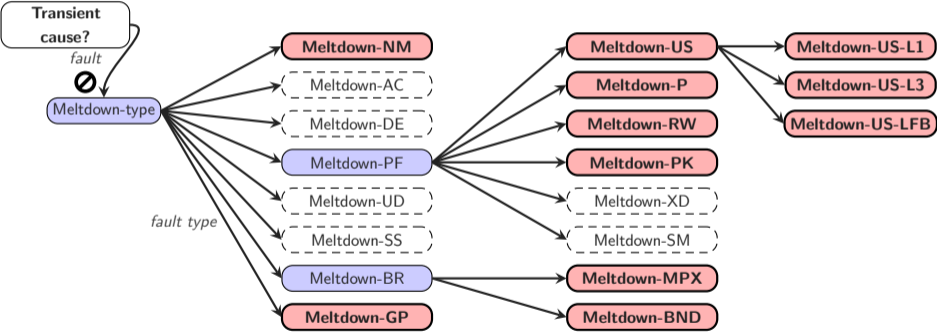 Transient
cause?
fault
Meltdown-type
fault type
Meltdown-NM
Meltdown-AC
Meltdown-DE
Meltdown-PF
Meltdown-UD
Meltdown-SS
Meltdown-BR
Meltdown-GP
Meltdown-US
Meltdown-P
Meltdown-RW
Meltdown-PK
Meltdown-XD
Meltdown-SM
Meltdown-MPX
Meltdown-BND
Meltdown-US-L1
Meltdown-US-L3
Meltdown-US-LFB